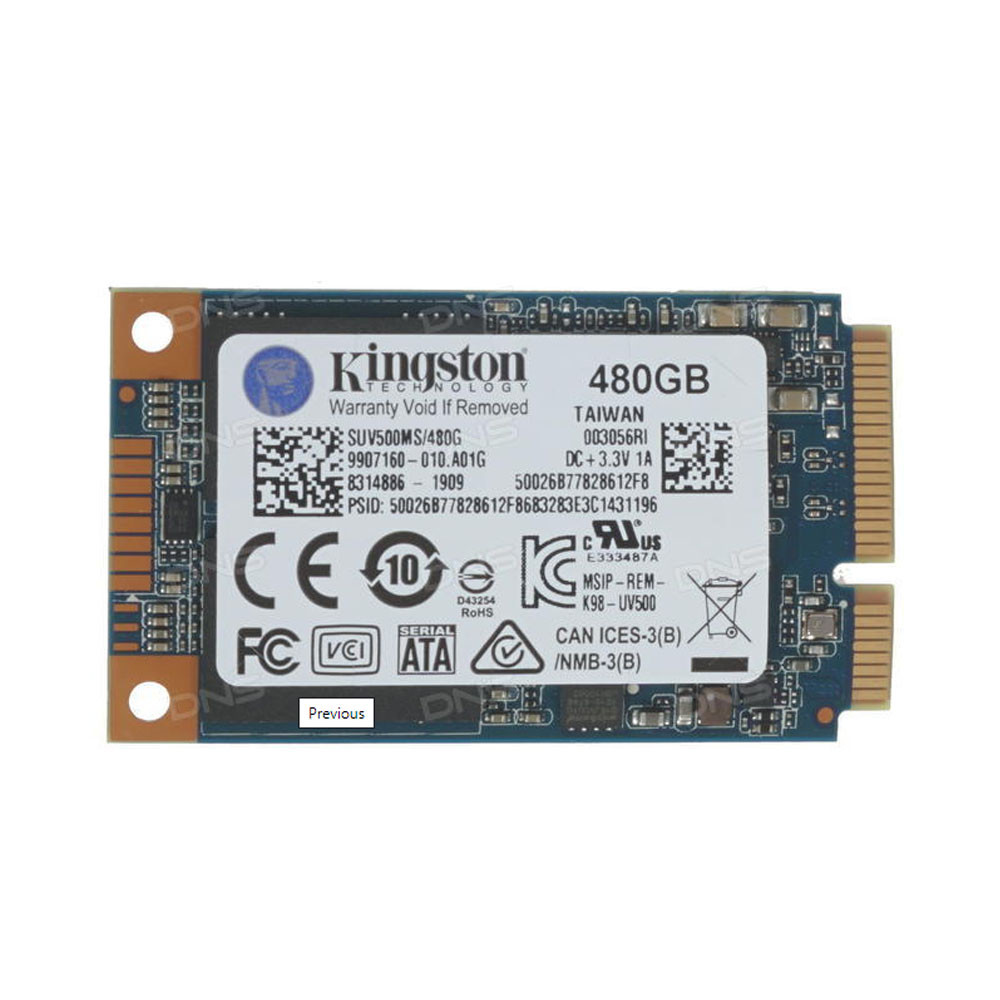 Kingston
TECHNOLOGY
Warranty Void If Removed
480GB
TAIWAN
SUV500MS/480G
003056RI
9907160-010.A01G
DC+3.3V 1A
8314886 - 1909
50026B77828612F8
PSID: 50026B77828612F8683283E3C1431196
CE
10
D43254
RoHS
KC
c RU US
E333487A
MSIP-REM-
K98-UV500
FC
VCI
SERIAL
ATA
CAN ICES-3(B)
/NMB-3(B)
Previous
DNS